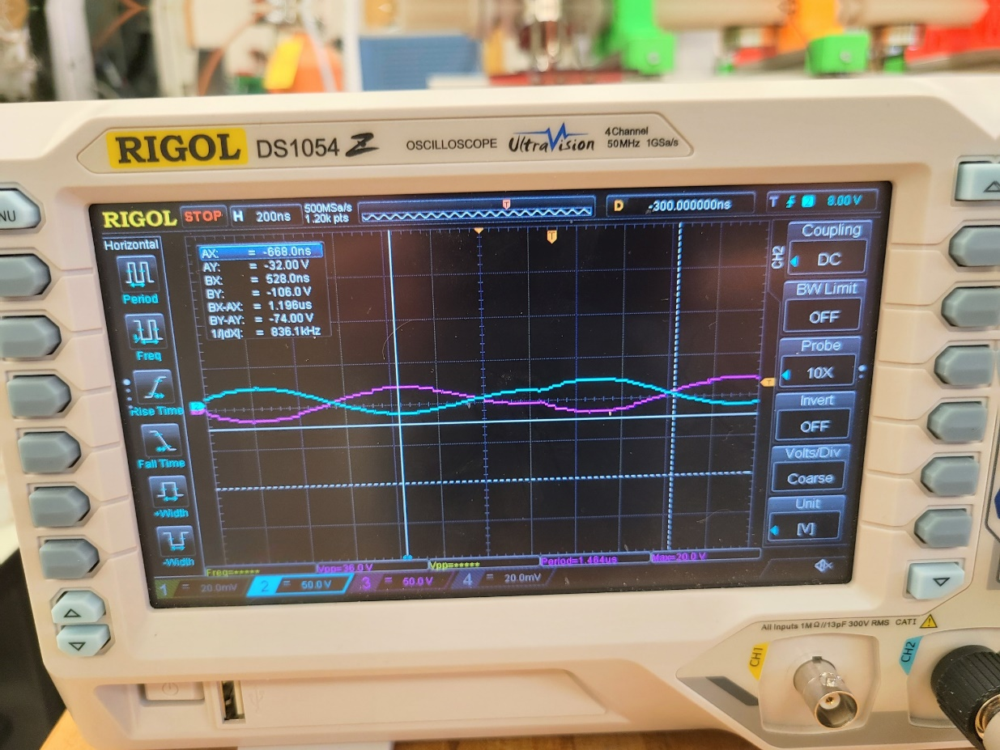 RIGOL DS1054 Z OSCILLOSCOPE UltraVision 4 Channel
50MHz 1GSa/s
NU
RIGOL STOP H 200ns 500MSa/s
1.20k pts
T
D -300.000000ns
T 2 8.00 V
Horizontal
Period
Freq
Rise Time
Fall Time
+Width
-Width
AX: = -668.0ns
AY: = -32.00 V
BX: = 528.0ns
BY: = -106.0 V
BX-AX: = 1.196us
BY-AY: = -74.00 V
1/|dX|: = 836.1kHz
T
T
CH2
Coupling
DC
BW Limit
OFF
Probe
10X
Invert
OFF
Volts/Div
Coarse
Unit
[V]
Freq=***** Vpp=36.0 V Vpp=***** Period=1.464us Max=20.0 V
1 = 20.0mV 2 = 50.0 V 3 = 50.0 V 4 = 20.0mV
All Inputs 1MΩ//13pF 300V RMS CATI
CH1
CH2